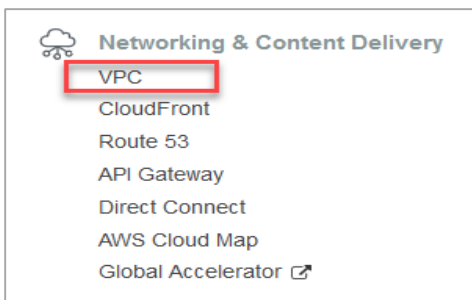 Networking & Content Delivery
VPC
CloudFront
Route 53
API Gateway
Direct Connect
AWS Cloud Map
Global Accelerator